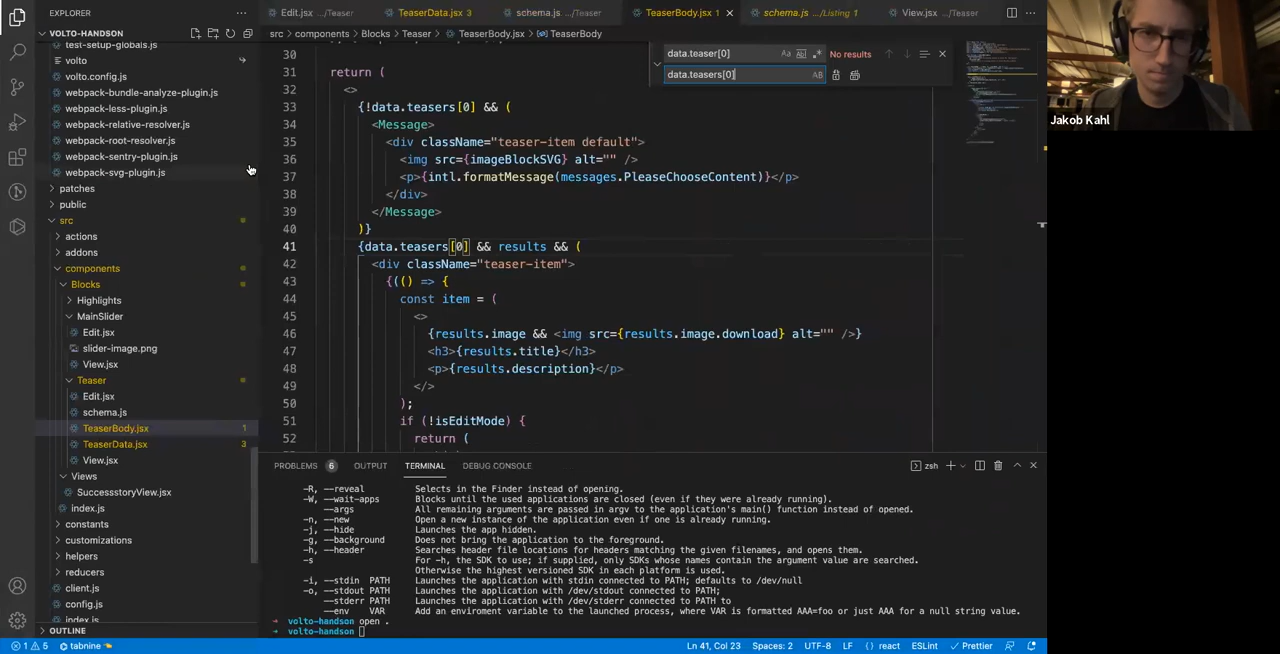 EXPLORER
VOLTO-HANDSON
test-setup-globals.js
volto
volto.config.js
webpack-bundle-analyze-plugin.js
webpack-less-plugin.js
webpack-relative-resolver.js
webpack-root-resolver.js
webpack-sentry-plugin.js
webpack-svg-plugin.js
patches
public
src
actions
addons
components
Blocks
Highlights
MainSlider
Edit.jsx
slider-image.png
View.jsx
Teaser
Edit.jsx
schema.js
TeaserBody.jsx 1
TeaserData.jsx 3
View.jsx
Views
SuccessstoryView.jsx
index.js
constants
customizations
helpers
reducers
client.js
config.js
index.js
OUTLINE
Edit.jsx .../Teaser
TeaserData.jsx 3
schema.js .../Teaser
TeaserBody.jsx 1
schema.js .../Listing 1
View.jsx .../Teaser
src > components > Blocks > Teaser > TeaserBody.jsx > TeaserBody
data.teaser[0] Aa ab No results
data.teasers[0] AB
30
31 return (
32 <>
33 {!data.teasers[0] && (
34 <Message>
35 <div className="teaser-item default">
36 <img src={imageBlockSVG} alt="" />
37 <p>{intl.formatMessage(messages.PleaseChooseContent)}</p>
38 </div>
39 </Message>
40 )}
41 {data.teasers[0] && results && (
42 <div className="teaser-item">
43 {(() => {
44 const item = (
45 <>
46 {results.image && <img src={results.image.download} alt="" />}
47 <h3>{results.title}</h3>
48 <p>{results.description}</p>
49 </>
50 );
51 if (!isEditMode) {
52 return (
PROBLEMS 6 OUTPUT TERMINAL DEBUG CONSOLE zsh
-R, --reveal Selects in the Finder instead of opening.
-W, --wait-apps Blocks until the used applications are closed (even if they were already running).
--args All remaining arguments are passed in argv to the application's main() function instead of opened.
-n, --new Open a new instance of the application even if one is already running.
-j, --hide Launches the app hidden.
-g, --background Does not bring the application to the foreground.
-h, --header Searches header file locations for headers matching the given filenames, and opens them.
-s For -h, the SDK to use; if supplied, only SDKs whose names contain the argument value are searched.
Otherwise the highest versioned SDK in each platform is used.
-i, --stdin PATH Launches the application with stdin connected to PATH; defaults to /dev/null
-o, --stdout PATH Launches the application with /dev/stdout connected to PATH;
--stderr PATH Launches the application with /dev/stderr connected to PATH to
--env VAR Add an enviroment variable to the launched process, where VAR is formatted AAA=foo or just AAA for a null string value.
volto-handson open .
volto-handson
1 5 tabnine Ln 41, Col 23 Spaces: 2 UTF-8 LF { } react ESLint Prettier
Jakob Kahl